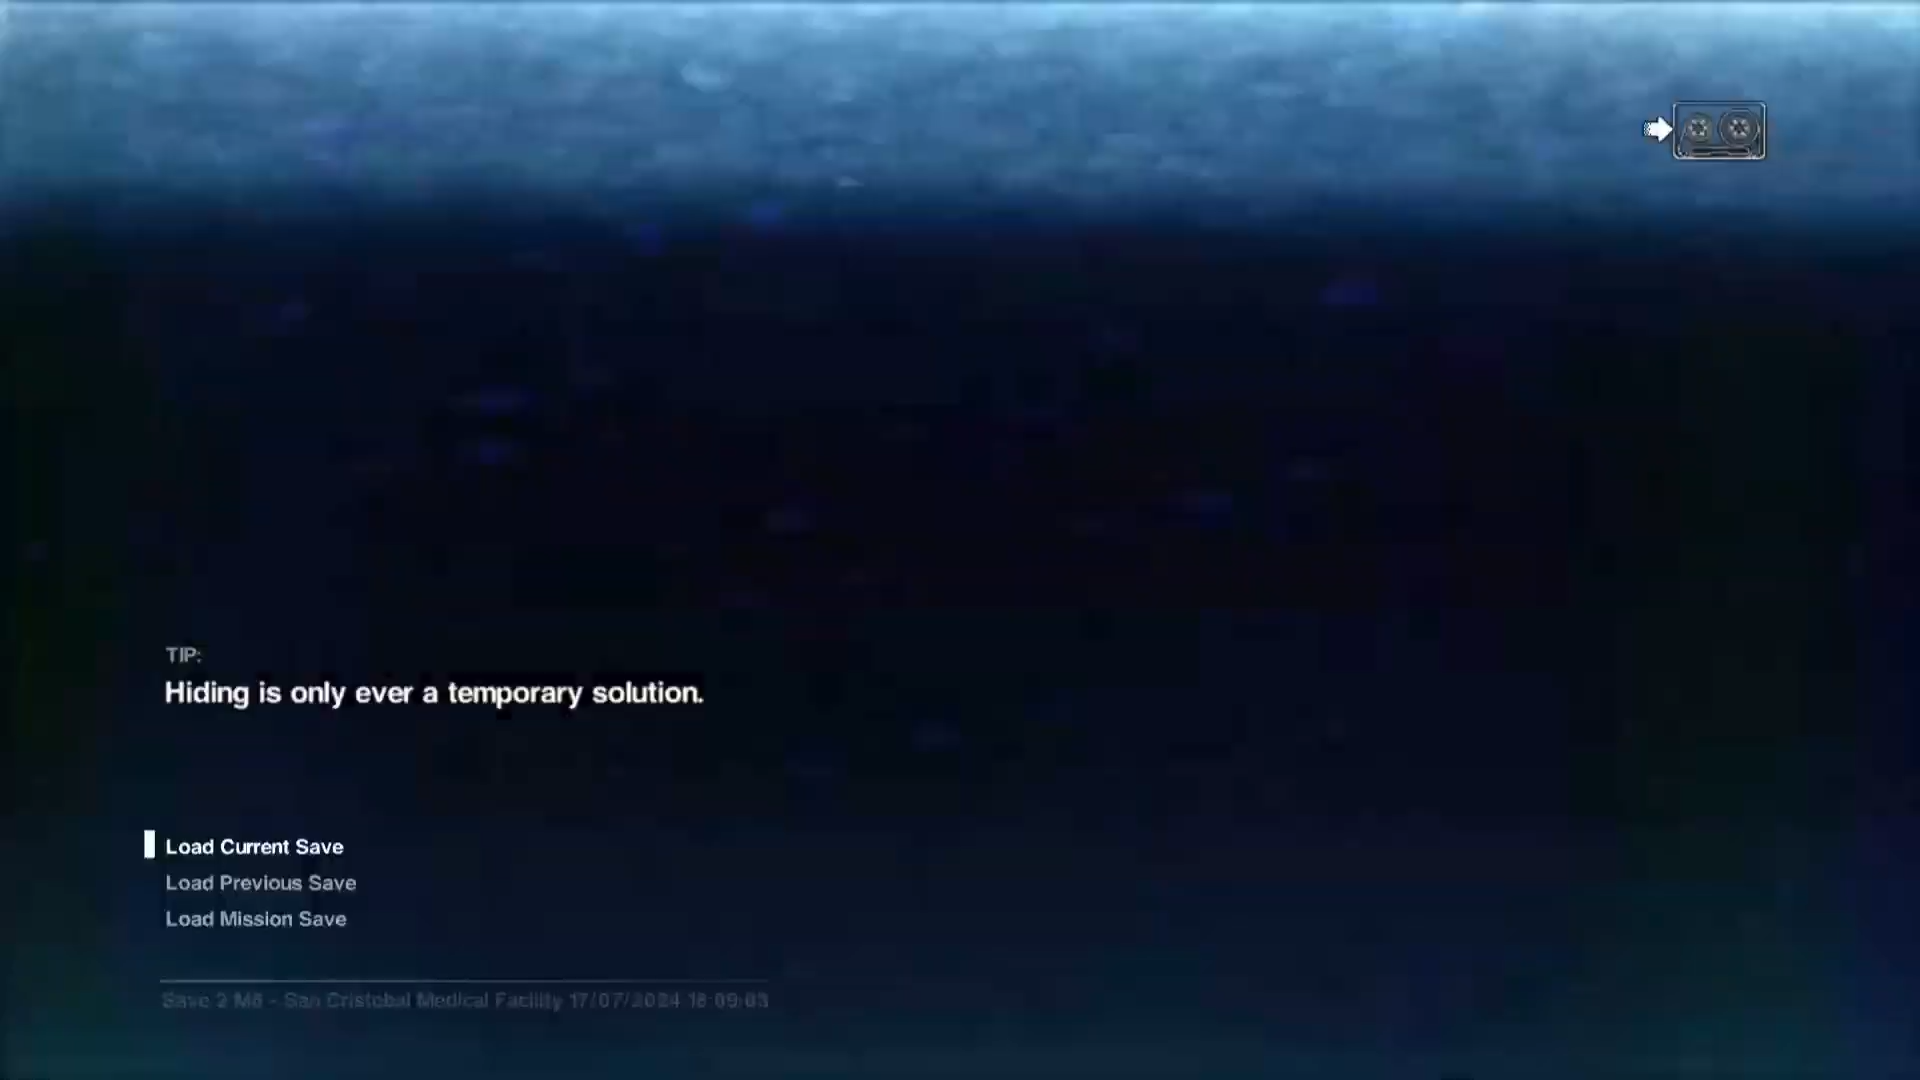 TIP:
Hiding is only ever a temporary solution.
Load Current Save
Load Previous Save
Load Mission Save
Save 2 M5 - San Cristobal Medical Facility 17/07/2024 18:09:03